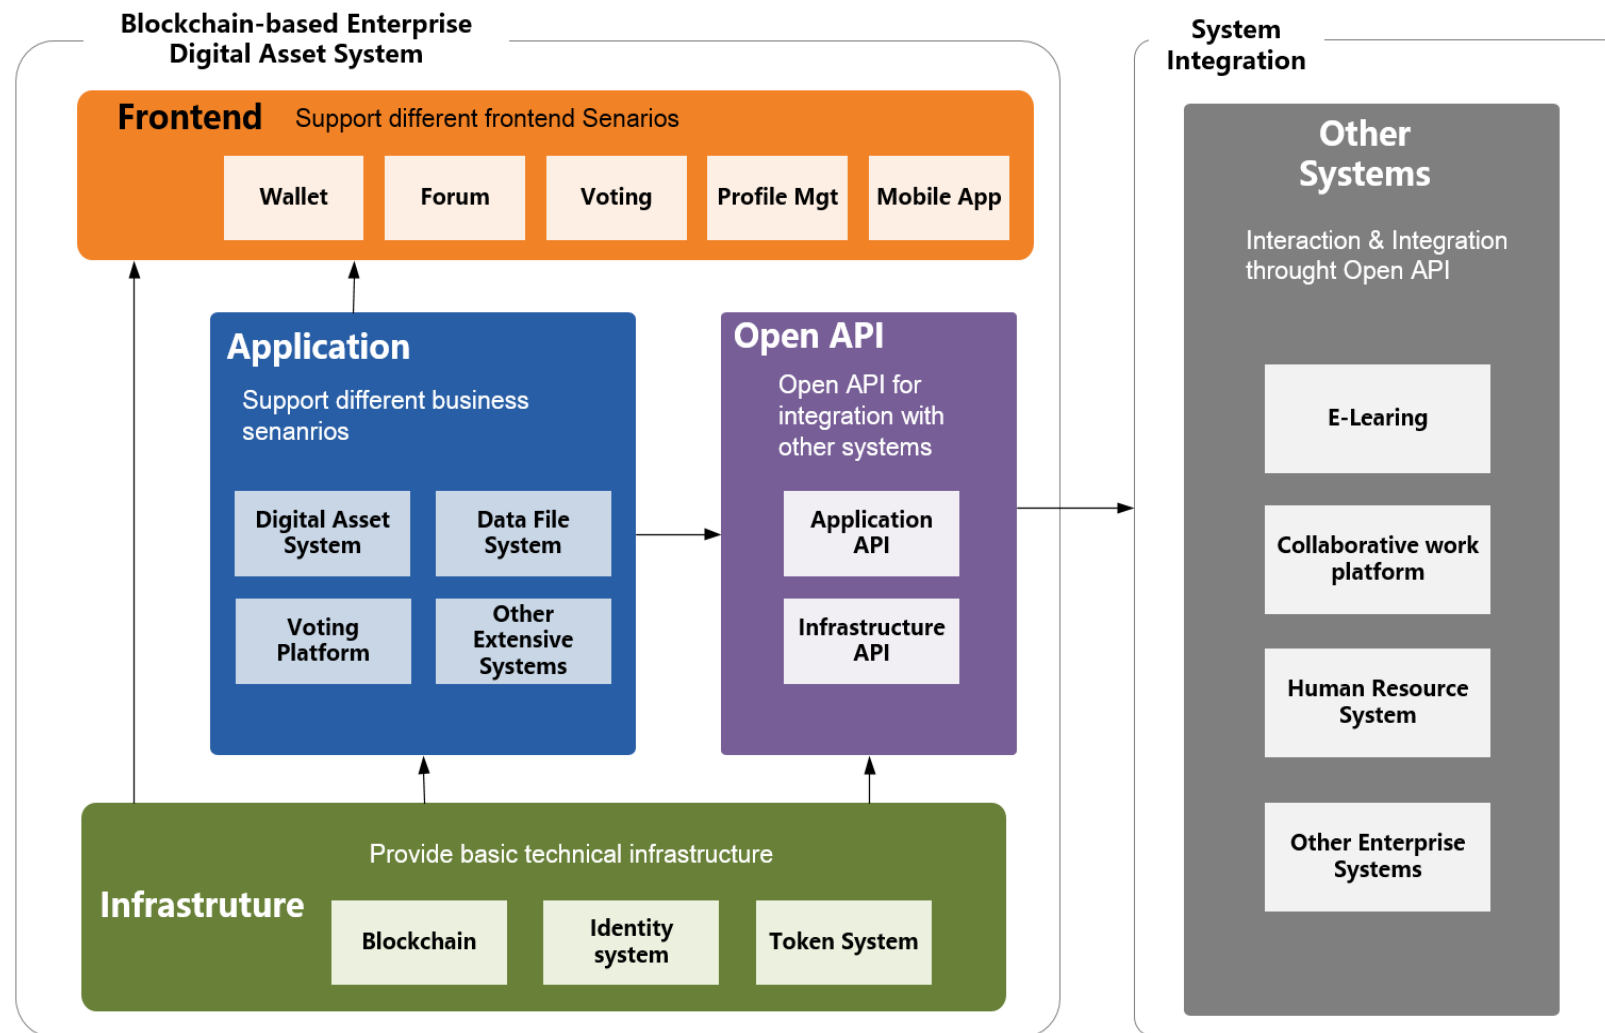 Blockchain-based Enterprise
Digital Asset System
System
Integration
Frontend
Support different frontend Senarios
Wallet
Forum
Voting
Profile Mgt
Mobile App
Application
Support different business
senanrios
Digital Asset
System
Data File
System
Voting
Platform
Other
Extensive
Systems
Open API
Open API for
integration with
other systems
Application
API
Infrastructure
API
Provide basic technical infrastructure
Infrastruture
Blockchain
Identity
system
Token System
Other
Systems
Interaction & Integration
throught Open API
E-Learing
Collaborative work
platform
Human Resource
System
Other Enterprise
Systems